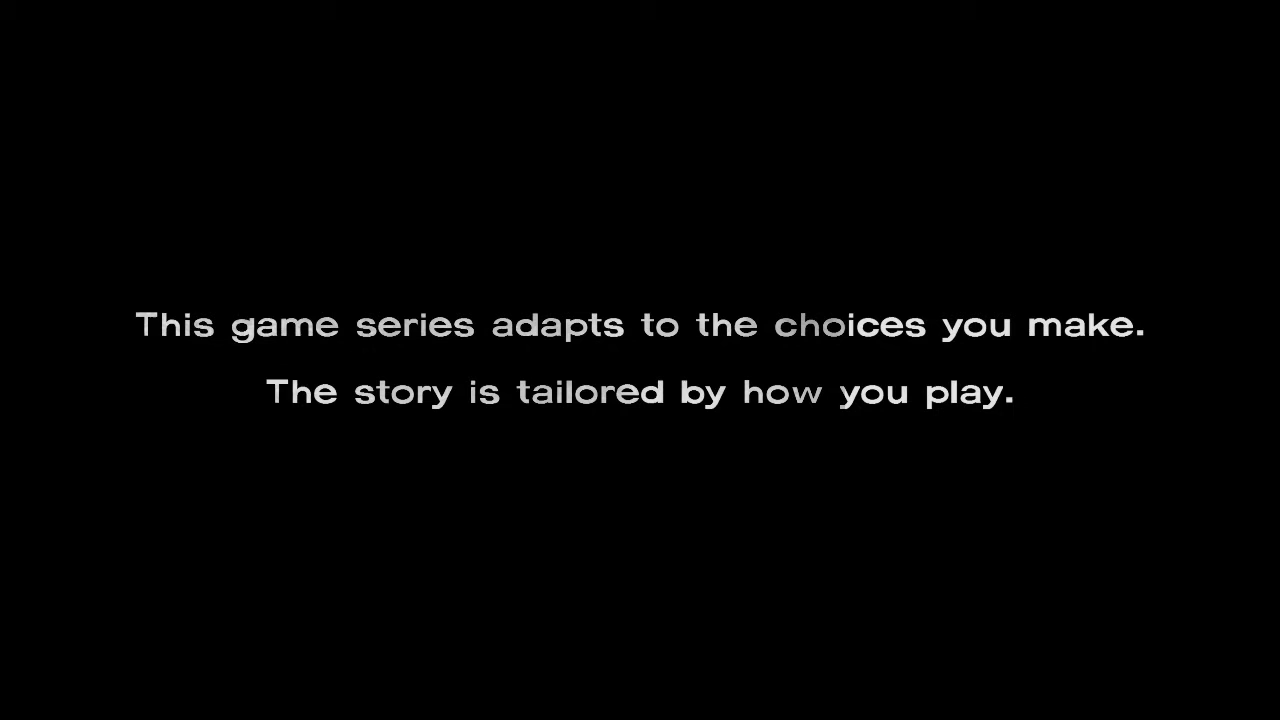 This game series adapts to the choices you make.
The story is tailored by how you play.